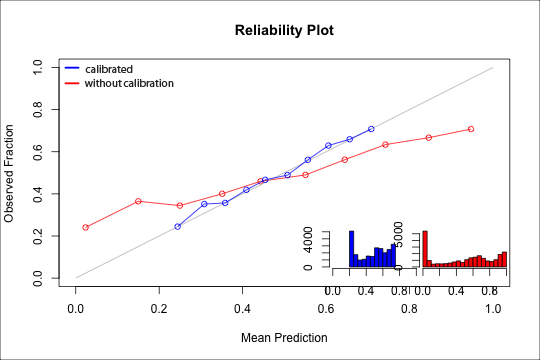 Reliability Plot
calibrated
without calibration
Observed Fraction
0.0 0.2 0.4 0.6 0.8 1.0
0 4000
0.0 0.4 0.8
0 5000
0.0 0.4 0.8
0.0 0.2 0.4 0.6 0.8 1.0
Mean Prediction